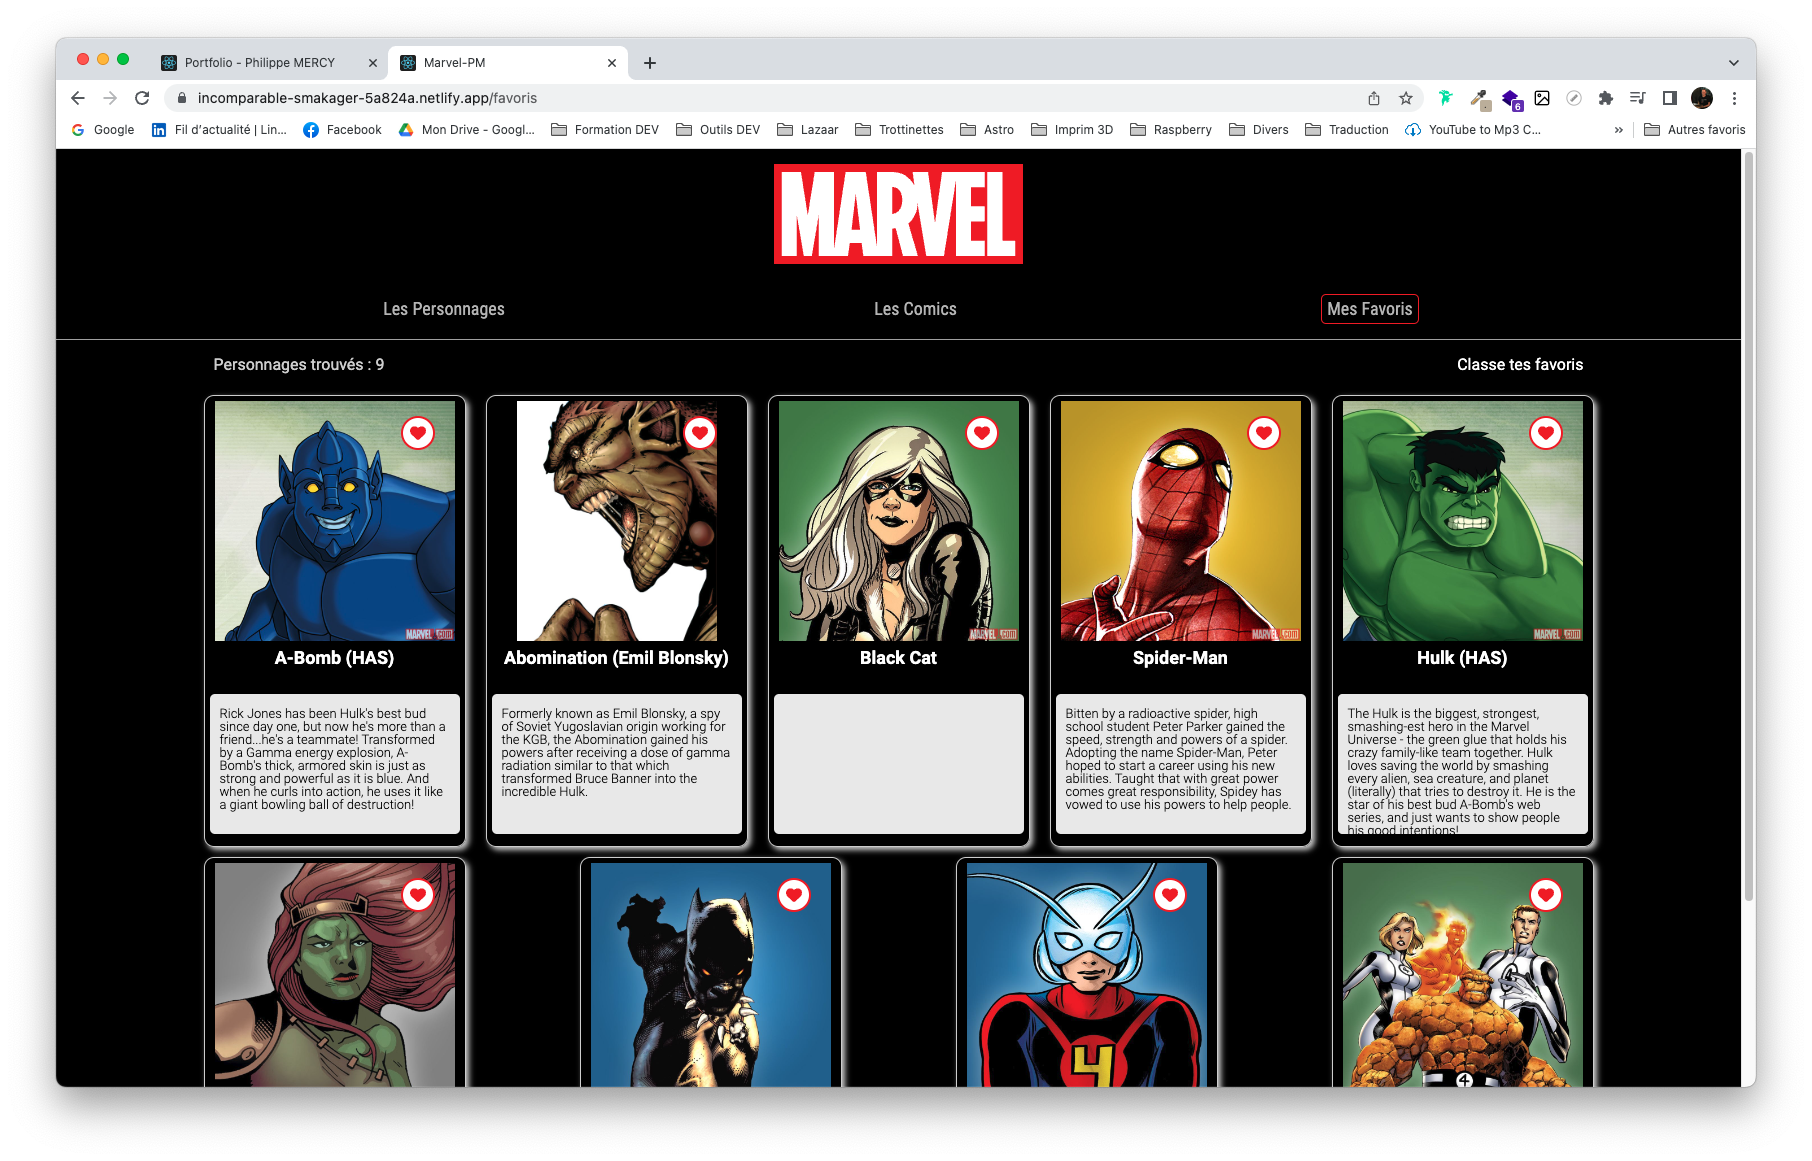 Portfolio - Philippe MERCY
Marvel-PM
incomparable-smakager-5a824a.netlify.app/favoris
6
Google
Fil d'actualité | Lin...
Facebook
Mon Drive - Googl...
Formation DEV
Outils DEV
Lazaar
Trottinettes
Astro
Imprim 3D
Raspberry
Divers
Traduction
YouTube to Mp3 C...
»
Autres favoris
MARVEL
Les Personnages
Les Comics
Mes Favoris
Personnages trouvés : 9
Classe tes favoris
MARVEL.com
A-Bomb (HAS)
Rick Jones has been Hulk's best bud
since day one, but now he's more than a
friend...he's a teammate! Transformed
by a Gamma energy explosion, A-
Bomb's thick, armored skin is just as
strong and powerful as it is blue. And
when he curls into action, he uses it like
a giant bowling ball of destruction!
Abomination (Emil Blonsky)
Formerly known as Emil Blonsky, a spy
of Soviet Yugoslavian origin working for
the KGB, the Abomination gained his
powers after receiving a dose of gamma
radiation similar to that which
transformed Bruce Banner into the
incredible Hulk.
MARVEL.com
Black Cat
MARVEL.com
Spider-Man
Bitten by a radioactive spider, high
school student Peter Parker gained the
speed, strength and powers of a spider.
Adopting the name Spider-Man, Peter
hoped to start a career using his new
abilities. Taught that with great power
comes great responsibility, Spidey has
vowed to use his powers to help people.
MARVEL.com
Hulk (HAS)
The Hulk is the biggest, strongest,
smashing-est hero in the Marvel
Universe - the green glue that holds his
crazy family-like team together. Hulk
loves saving the world by smashing
every alien, sea creature, and planet
(literally) that tries to destroy it. He is the
star of his best bud A-Bomb's web
series, and just wants to show people
his good intentions!
4
4